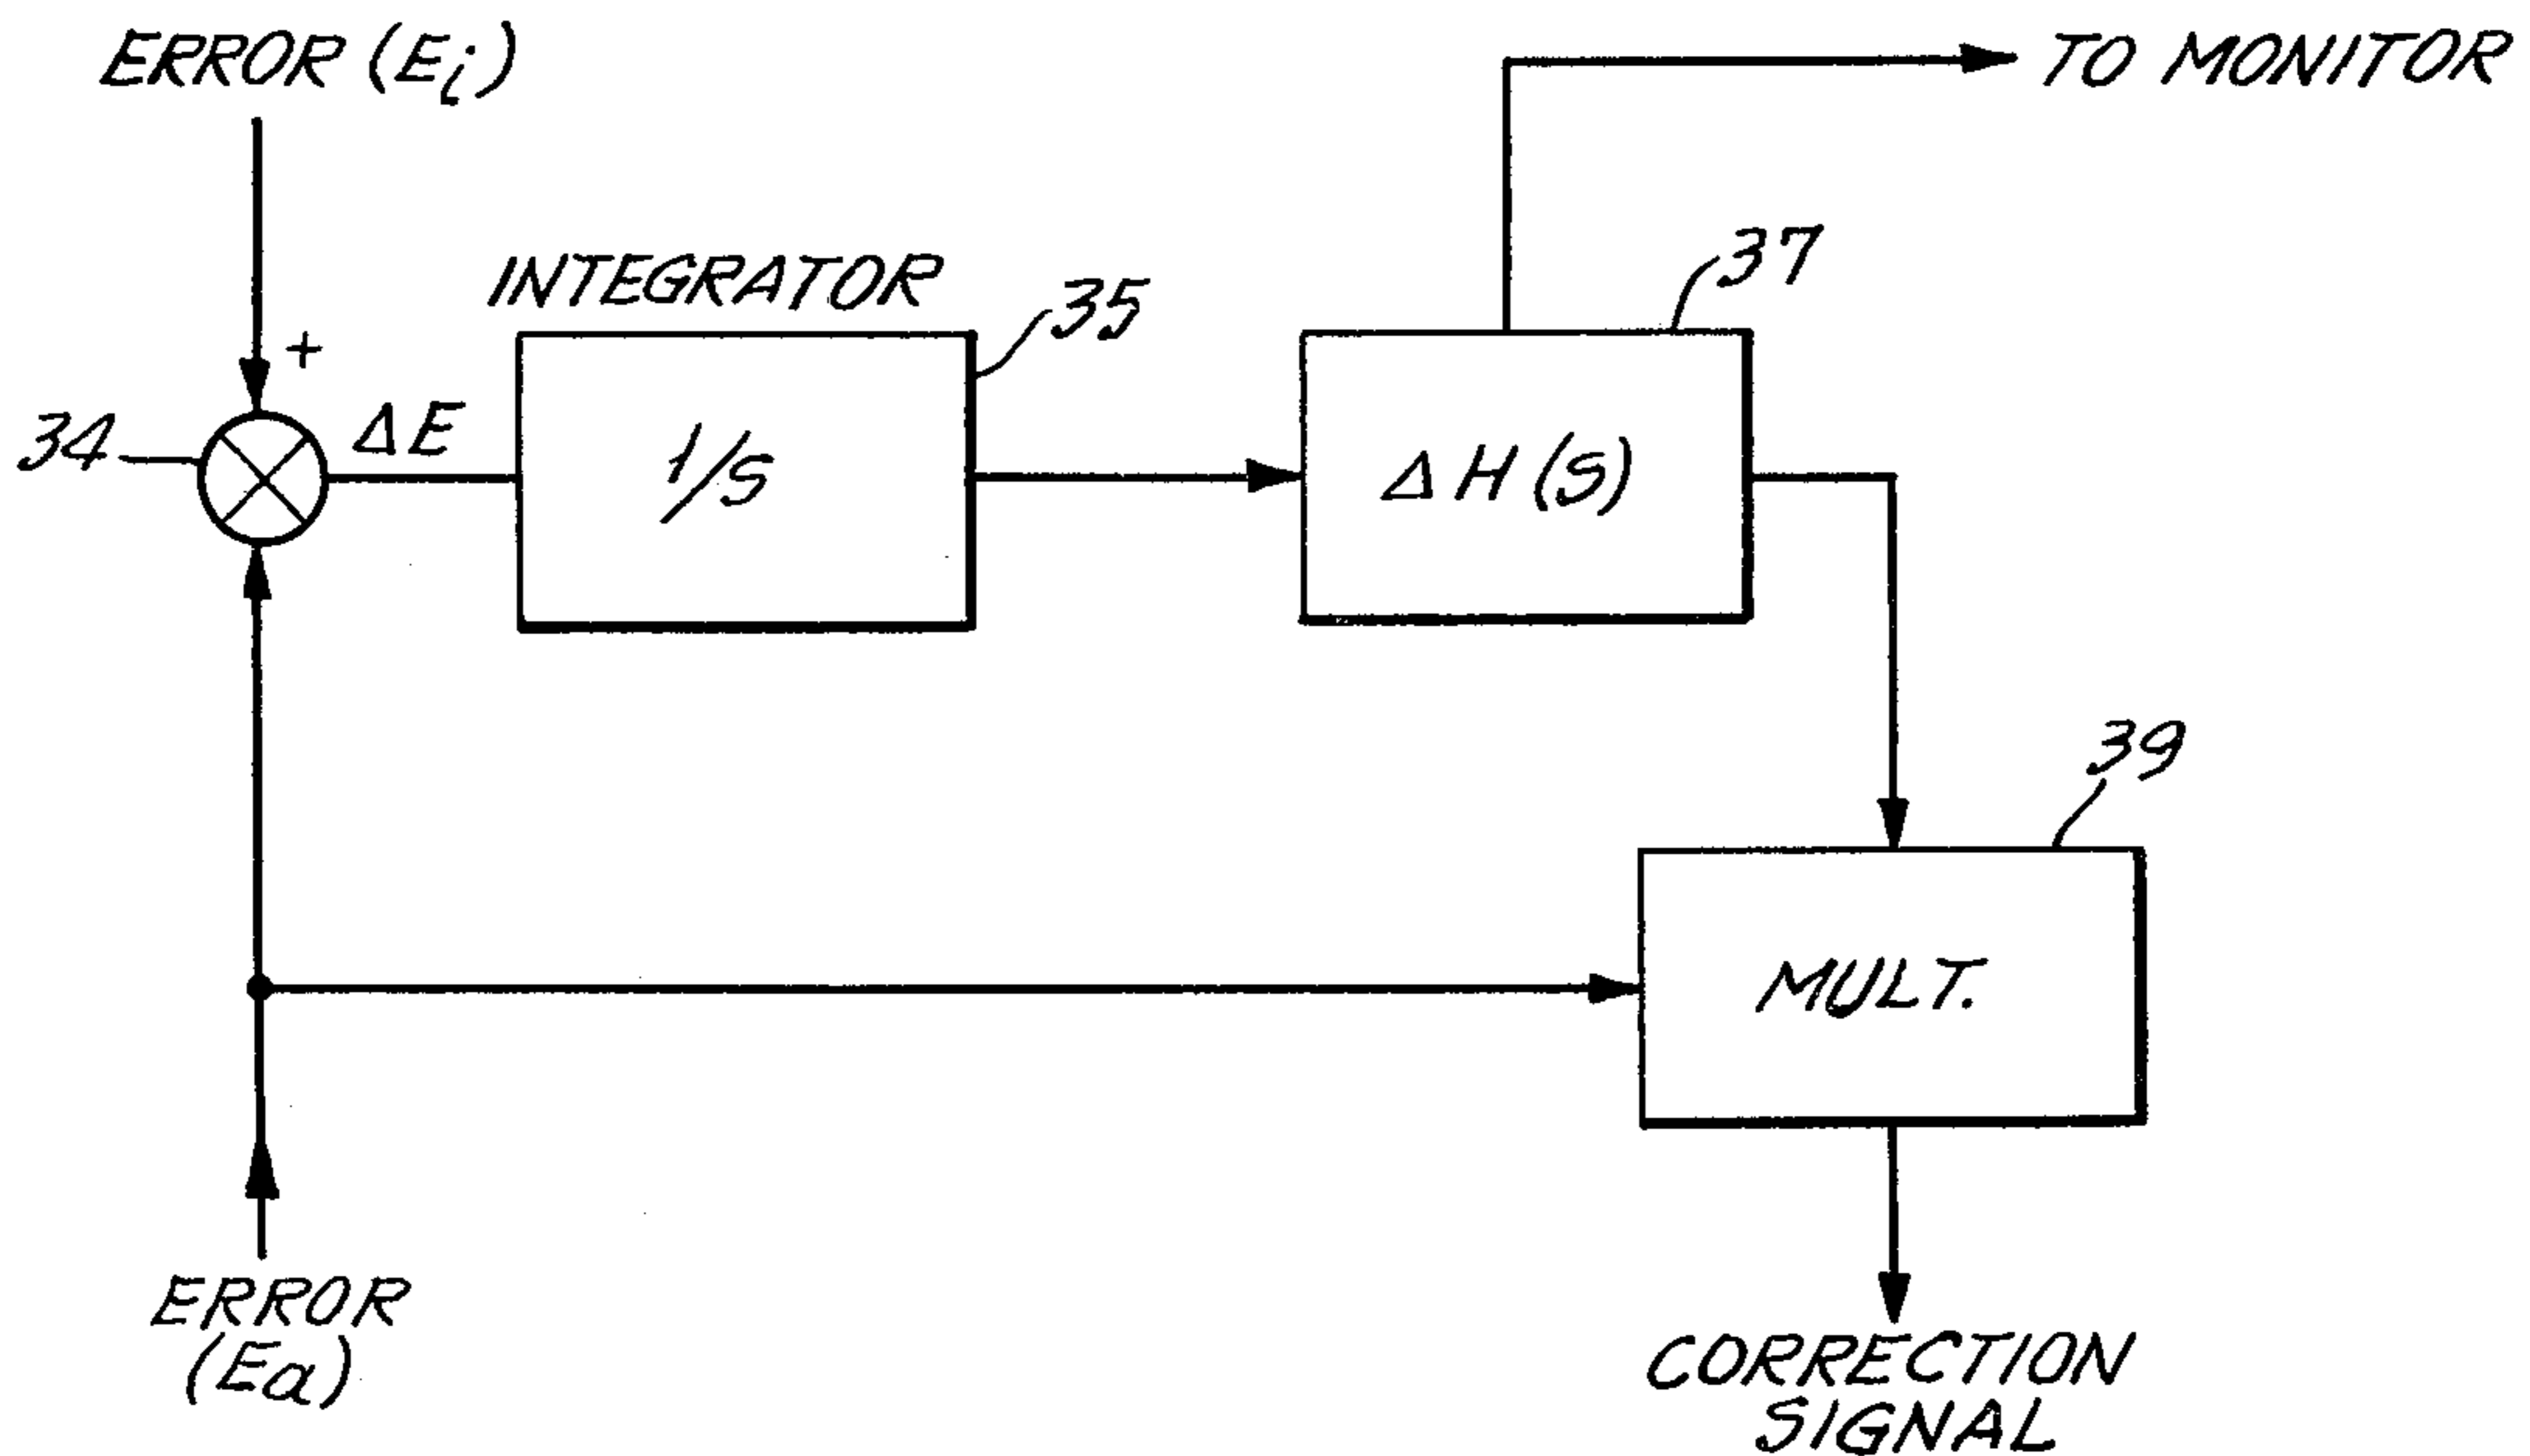 ERROR (Ei)
TO MONITOR
+
INTEGRATOR
35
37
34
ΔE
1/S
ΔH(S)
39
MULT.
ERROR
(Ea)
CORRECTION
SIGNAL